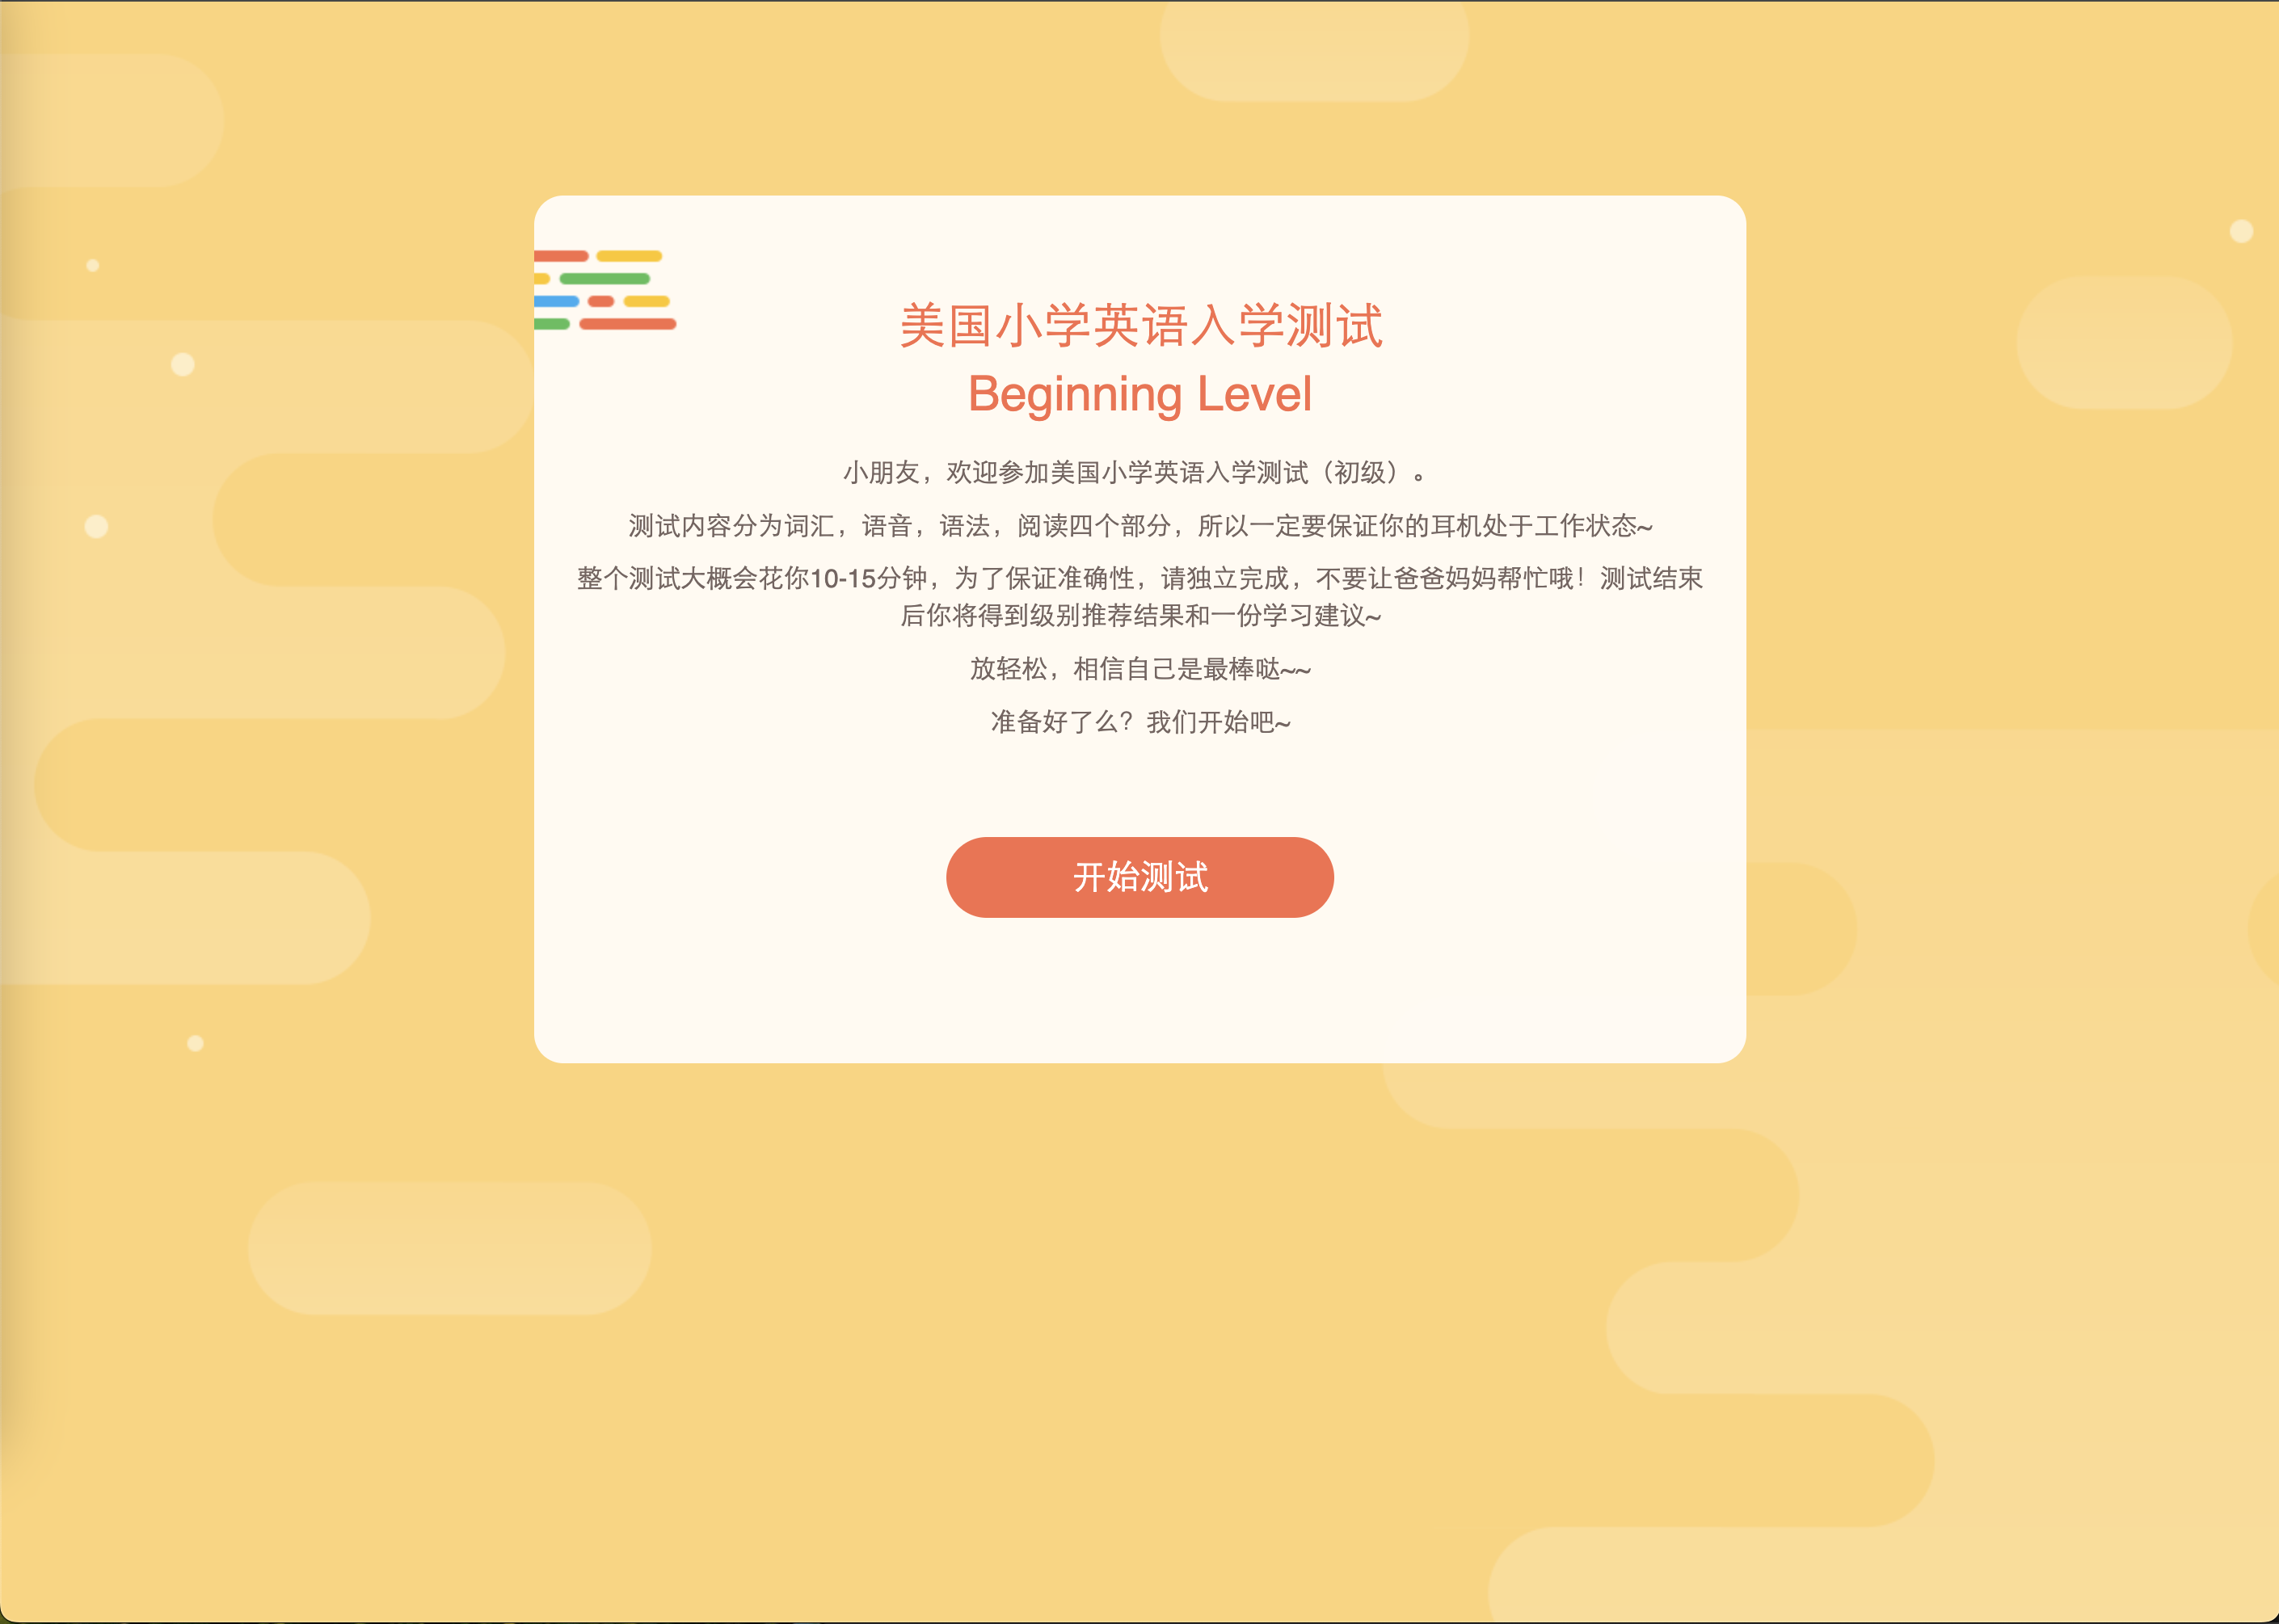 美国小学英语入学测试
Beginning Level
小朋友，欢迎参加美国小学英语入学测试（初级）。
测试内容分为词汇，语音，语法，阅读四个部分，所以一定要保证你的耳机处于工作状态~
整个测试大概会花你10-15分钟，为了保证准确性，请独立完成，不要让爸爸妈妈帮忙哦！测试结束
后你将得到级别推荐结果和一份学习建议~
放轻松，相信自己是最棒哒~~
准备好了么？我们开始吧~
开始测试